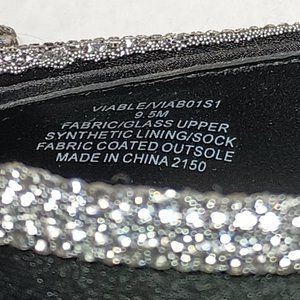 VIABLE/VIAB01S1
9.5M
FABRIC/GLASS UPPER
SYNTHETIC LINING/SOCK
FABRIC COATED OUTSOLE
MADE IN CHINA 2150